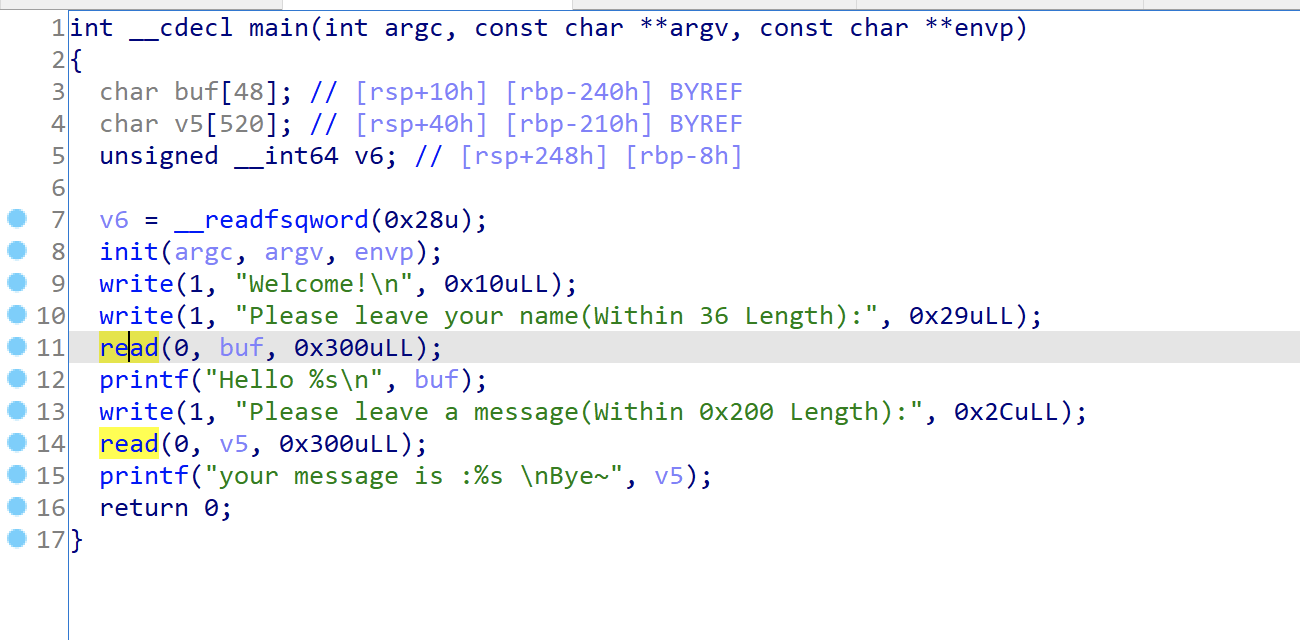 1 int __cdecl main(int argc, const char **argv, const char **envp)
2 {
3 char buf[48]; // [rsp+10h] [rbp-240h] BYREF
4 char v5[520]; // [rsp+40h] [rbp-210h] BYREF
5 unsigned __int64 v6; // [rsp+248h] [rbp-8h]
6
7 v6 = __readfsqword(0x28u);
8 init(argc, argv, envp);
9 write(1, "Welcome!\n", 0x10uLL);
10 write(1, "Please leave your name(Within 36 Length):", 0x29uLL);
11 read(0, buf, 0x300uLL);
12 printf("Hello %s\n", buf);
13 write(1, "Please leave a message(Within 0x200 Length):", 0x2CuLL);
14 read(0, v5, 0x300uLL);
15 printf("your message is :%s \nBye~", v5);
16 return 0;
17 }